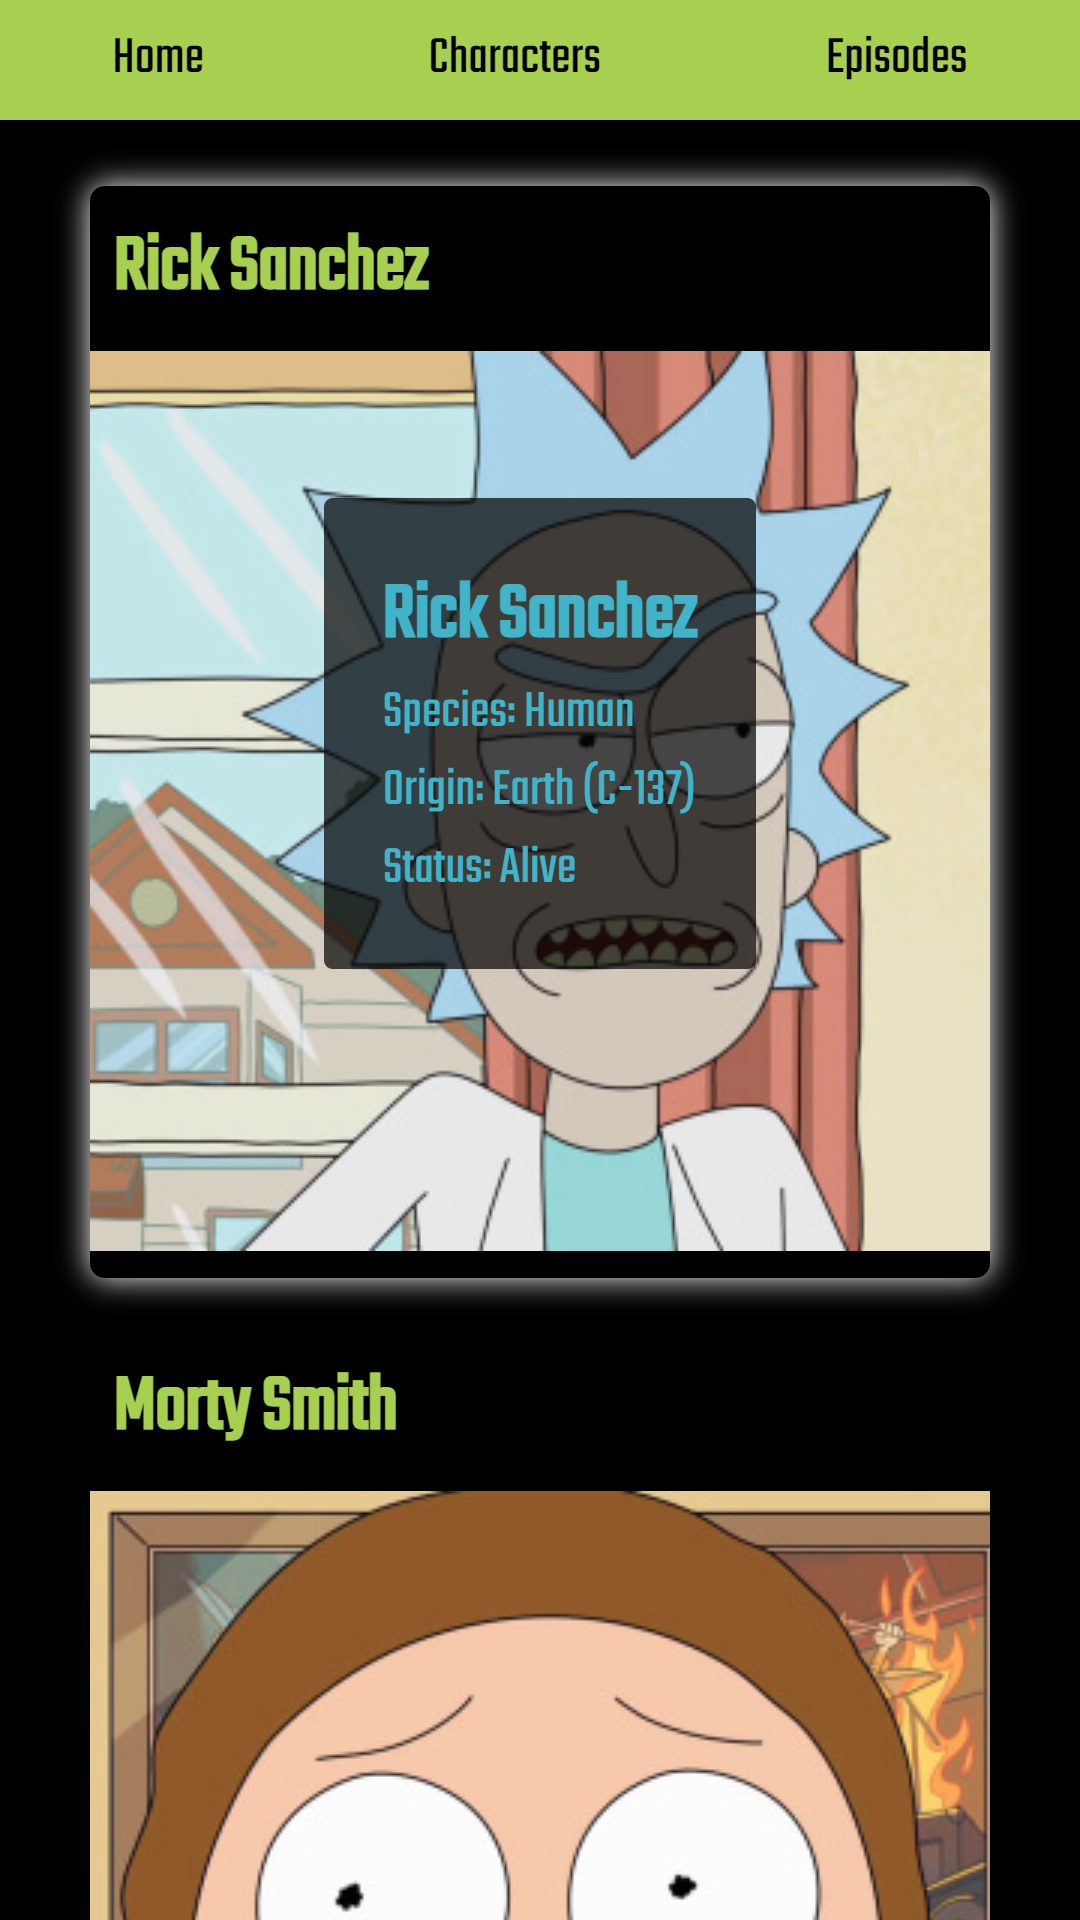 Home Characters Episodes
Rick Sanchez
Rick Sanchez
Species: Human
Origin: Earth (C-137)
Status: Alive
Morty Smith